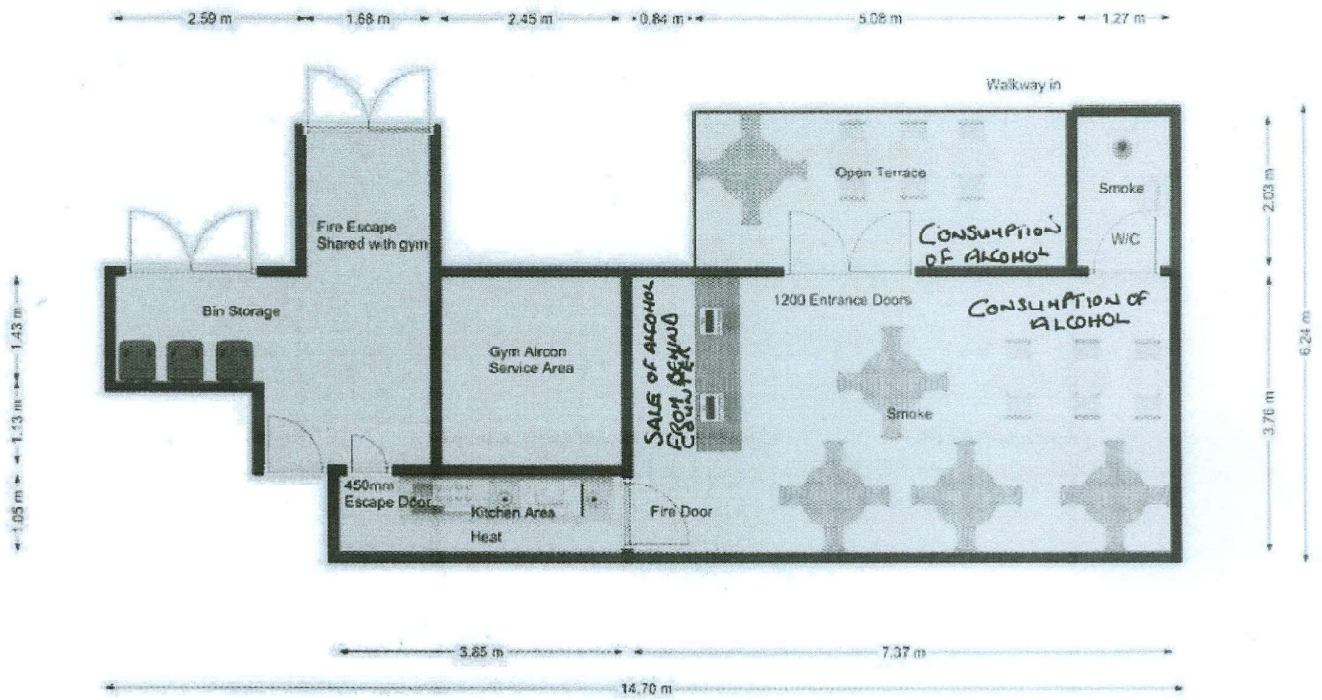 2.59 m 1.68 m 2.45 m 0.84 m 5.08 m 1.27 m
Walkway in
Open Terrace
Smoke
W/C
CONSUMPTION
OF ALCOHOL
Fire Escape
Shared with gym
Bin Storage
Gym Aircon
Service Area
SALE OF ALCOHOL
FROM BEHIND
COUNTER
1200 Entrance Doors
CONSUMPTION OF
ALCOHOL
Smoke
450mm
Escape Door
Kitchen Area
Heat
Fire Door
1.43 m
1.13 m
1.05 m
2.03 m
3.76 m
6.24 m
3.85 m 7.37 m
14.70 m